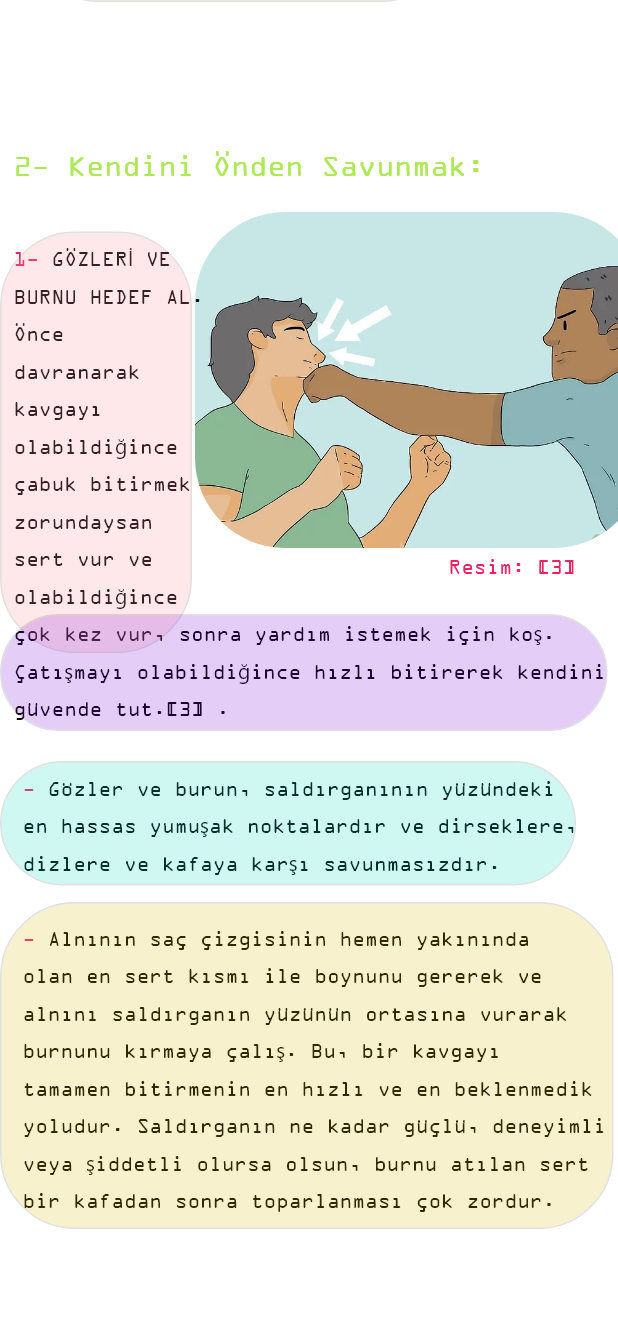 2- Kendini Önden Savunmak:
1- GÖZLERİ VE
BURNU HEDEF AL.
Önce
davranarak
kavgayı
olabildiğince
çabuk bitirmek
zorundaysan
sert vur ve
olabildiğince
Resim: [3]
çok kez vur, sonra yardım istemek için koş.
Çatışmayı olabildiğince hızlı bitirerek kendini
güvende tut.[3] .
- Gözler ve burun, saldırganının yüzündeki
en hassas yumuşak noktalardır ve dirseklere,
dizlere ve kafaya karşı savunmasızdır.
- Alnının saç çizgisinin hemen yakınında
olan en sert kısmı ile boynunu gererek ve
alnını saldırganın yüzünün ortasına vurarak
burnunu kırmaya çalış. Bu, bir kavgayı
tamamen bitirmenin en hızlı ve en beklenmedik
yoludur. Saldırganın ne kadar güçlü, deneyimli
veya şiddetli olursa olsun, burnu atılan sert
bir kafadan sonra toparlanması çok zordur.